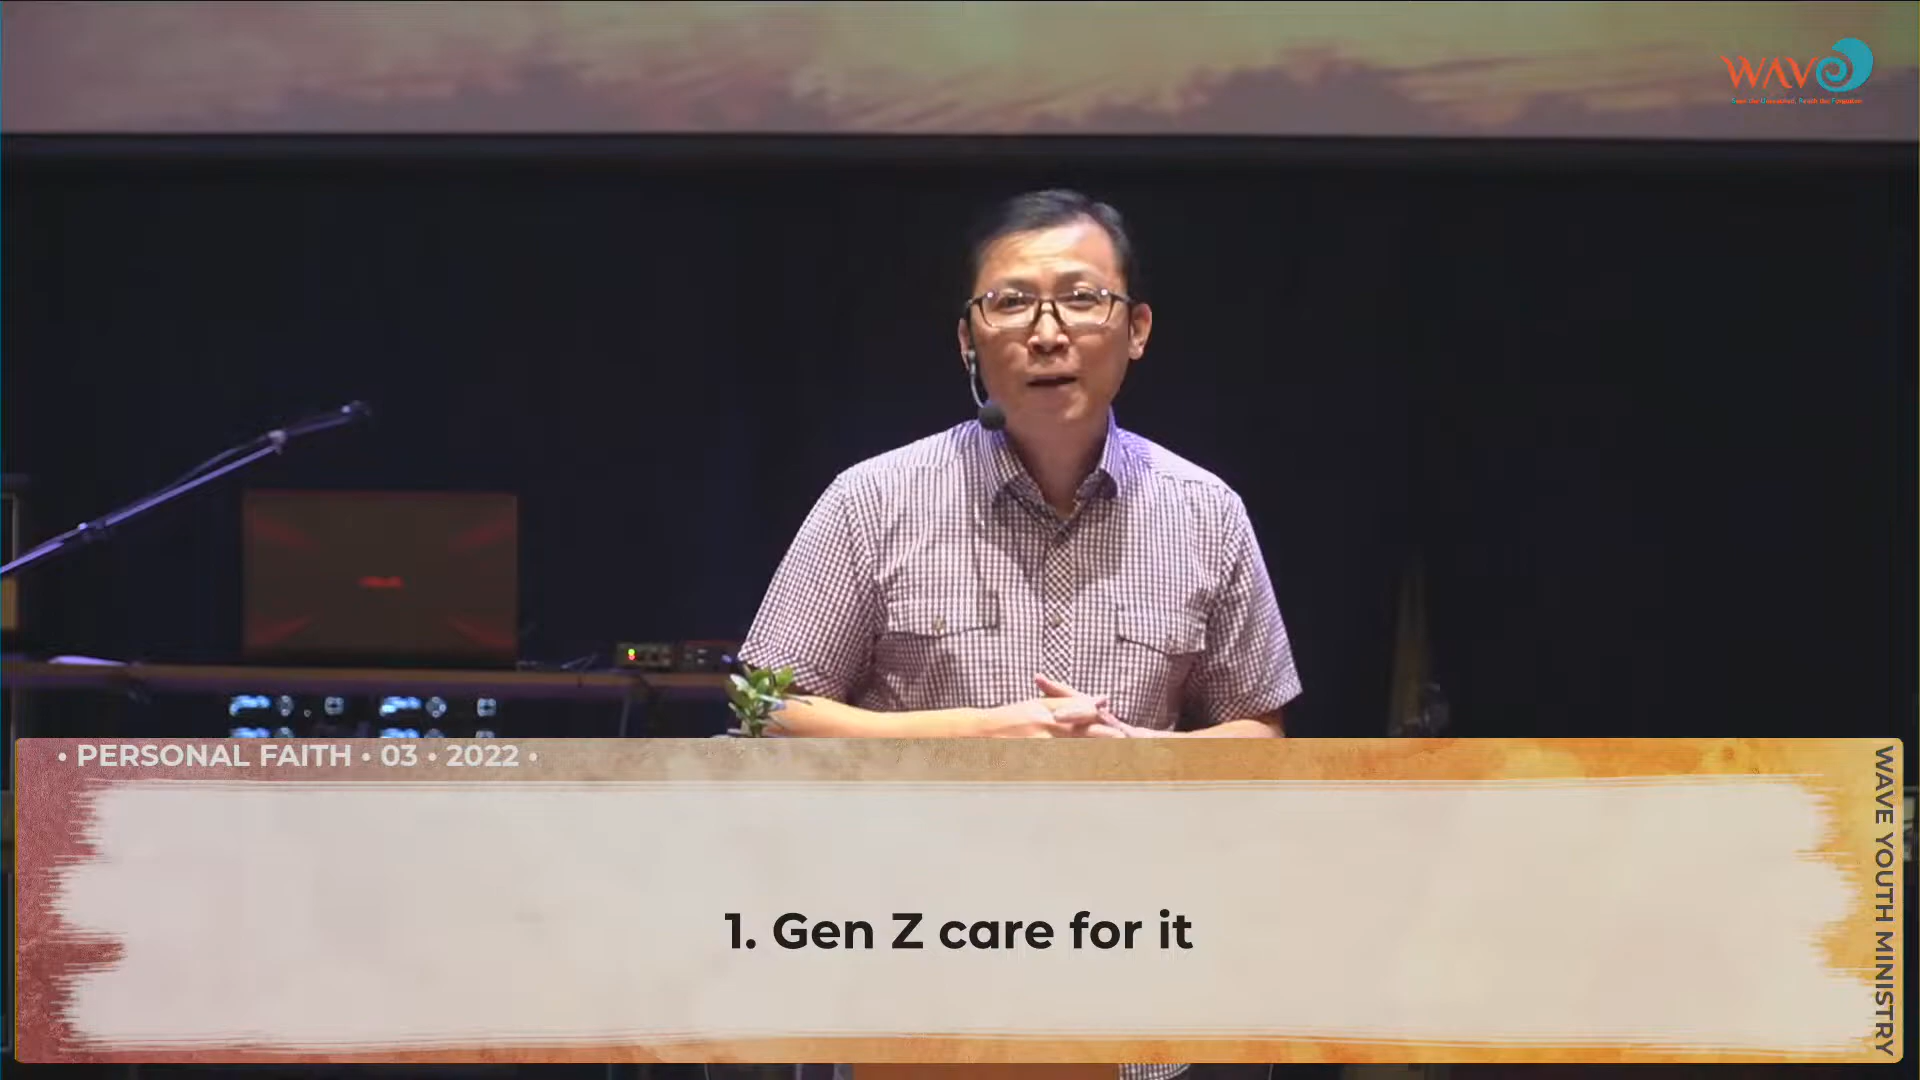 WAVE
• PERSONAL FAITH • 03 • 2022 •
1. Gen Z care for it
WAVE YOUTH MINISTRY